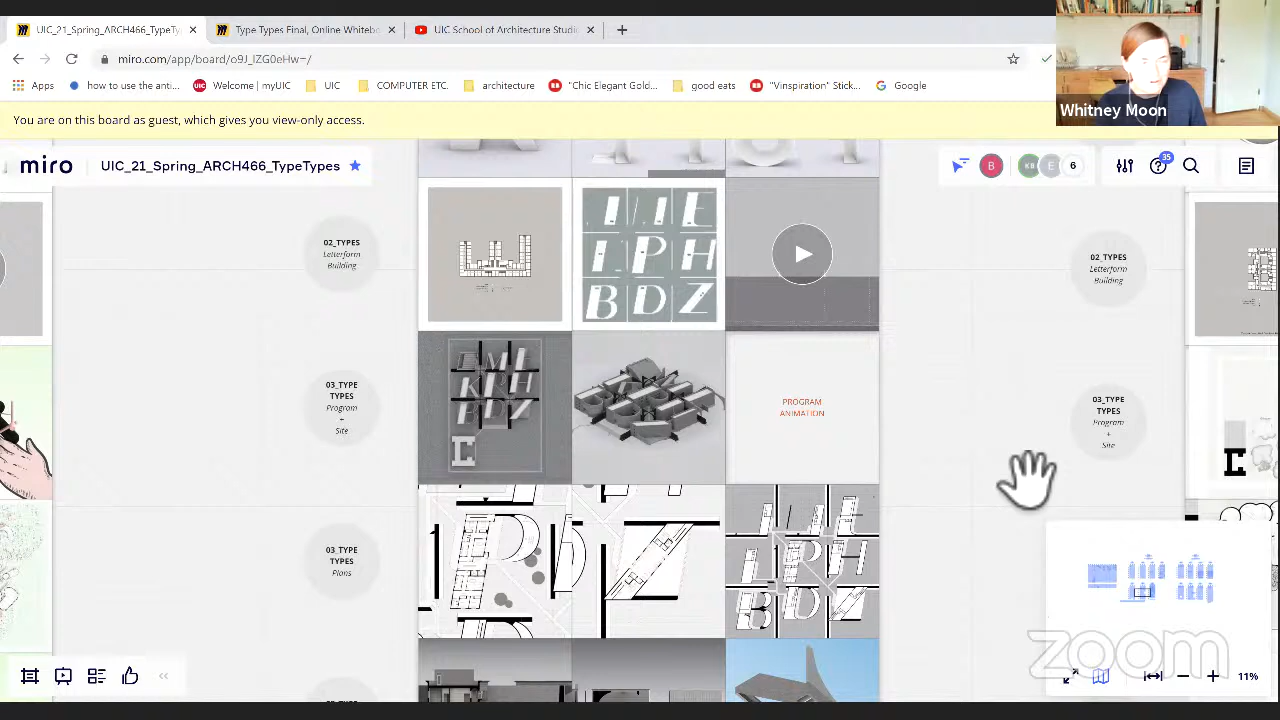 UIC_21_Spring_ARCH466_TypeTy
Type Types Final, Online Whitebo
UIC School of Architecture Studi
miro.com/app/board/o9J_lZG0eHw=/
Apps
how to use the anti...
Welcome | myUIC
UIC
COMPUTER ETC.
architecture
"Chic Elegant Gold...
good eats
"Vinspiration" Stick...
Google
Whitney Moon
You are on this board as guest, which gives you view-only access.
miro
UIC_21_Spring_ARCH466_TypeTypes
B
KB
E
6
35
02_TYPES
Letterform
Building
I I E
I P H
B D Z
02_TYPES
Letterform
Building
03_TYPE
TYPES
Program
+
Site
PROGRAM
ANIMATION
03_TYPE
TYPES
Program
+
Site
03_TYPE
TYPES
Plans
zoom
11%